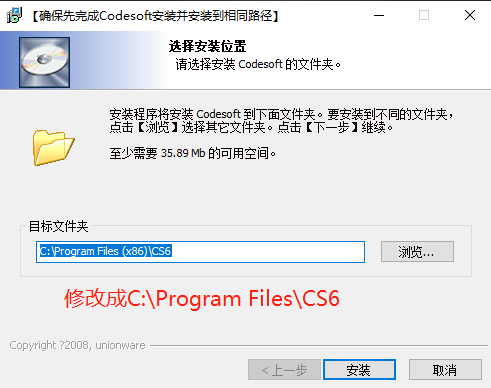 【确保先完成Codesoft安装并安装到相同路径】
选择安装位置
请选择安装 Codesoft 的文件夹。
安装程序将安装 Codesoft 到下面文件夹。要安装到不同的文件夹，
点击【浏览】选择其它文件夹。点击【下一步】继续。
至少需要 35.89 Mb 的可用空间。
目标文件夹
C:\Program Files (x86)\CS6
浏览...
修改成C:\Program Files\CS6
Copyright ?2008, unionware
< 上一步
安装
取消